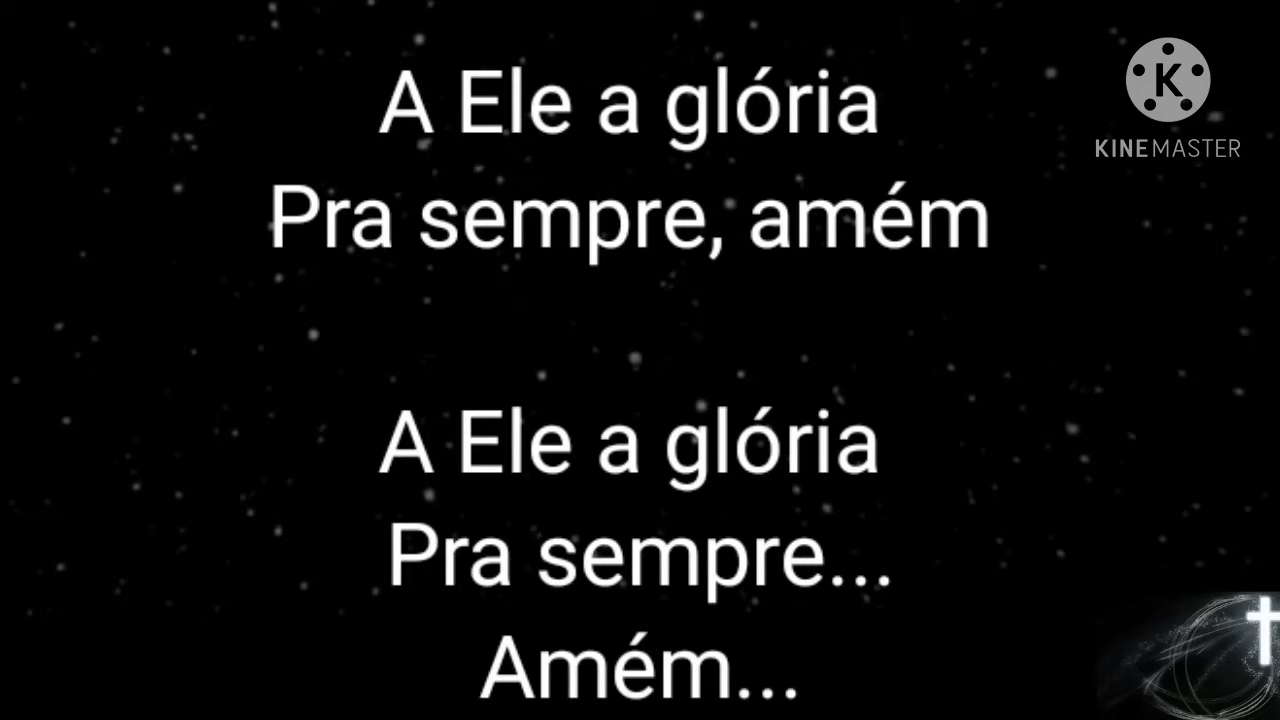 A Ele a glória
Pra sempre, amém
A Ele a glória
Pra sempre...
Amém...
K
KINEMASTER